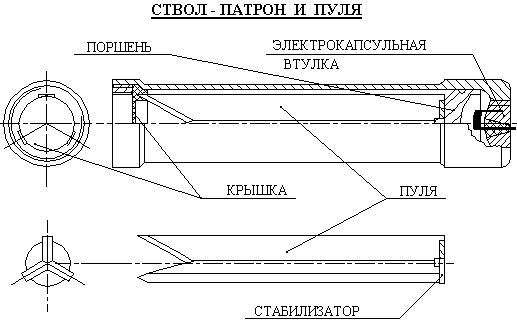 СТВОЛ - ПАТРОН И ПУЛЯ
ПОРШЕНЬ
ЭЛЕКТРОКАПСУЛЬНАЯ
ВТУЛКА
КРЫШКА
ПУЛЯ
СТАБИЛИЗАТОР